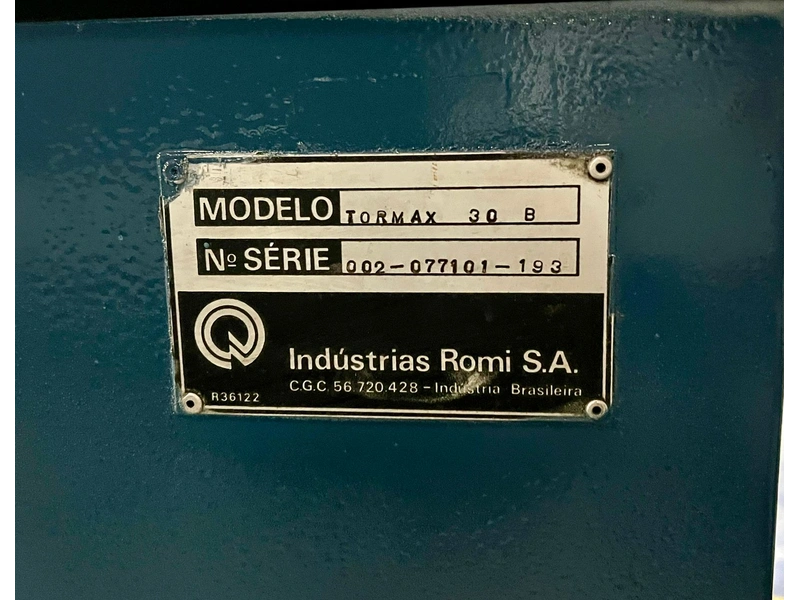 MODELO TORMAX 30 B
Nº SÉRIE 002-077101-193
Indústrias Romi S.A.
C.G.C. 56 720.428 - Indústria Brasileira
R36122